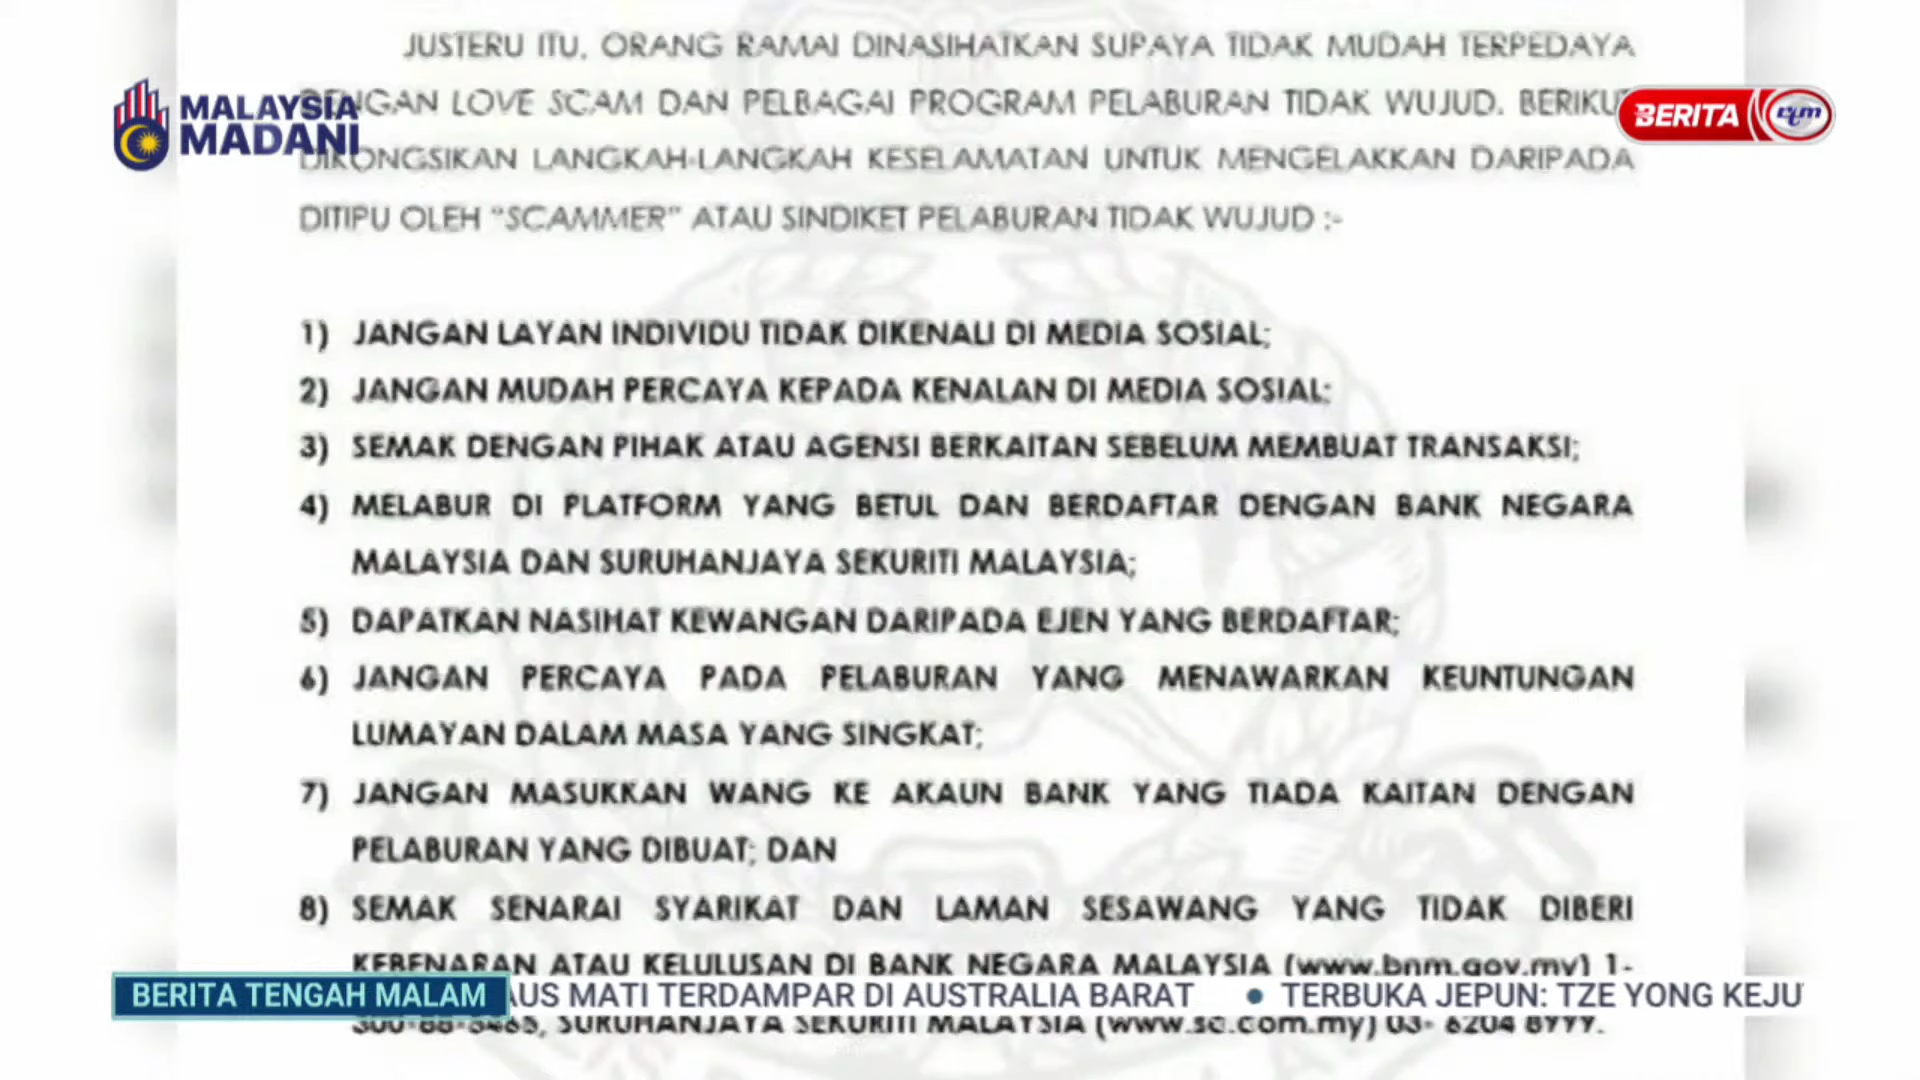 JUSTERU ITU, ORANG RAMAI DINASIHATKAN SUPAYA TIDAK MUDAH TERPEDAYA
DENGAN LOVE SCAM DAN PELBAGAI PROGRAM PELABURAN TIDAK WUJUD. BERIKUT
DIKONGSIKAN LANGKAH-LANGKAH KESELAMATAN UNTUK MENGELAKKAN DARIPADA
DITIPU OLEH "SCAMMER" ATAU SINDIKET PELABURAN TIDAK WUJUD :-
MALAYSIA
MADANI
BERITA rtm
1) JANGAN LAYAN INDIVIDU TIDAK DIKENALI DI MEDIA SOSIAL;
2) JANGAN MUDAH PERCAYA KEPADA KENALAN DI MEDIA SOSIAL;
3) SEMAK DENGAN PIHAK ATAU AGENSI BERKAITAN SEBELUM MEMBUAT TRANSAKSI;
4) MELABUR DI PLATFORM YANG BETUL DAN BERDAFTAR DENGAN BANK NEGARA
MALAYSIA DAN SURUHANJAYA SEKURITI MALAYSIA;
5) DAPATKAN NASIHAT KEWANGAN DARIPADA EJEN YANG BERDAFTAR;
6) JANGAN PERCAYA PADA PELABURAN YANG MENAWARKAN KEUNTUNGAN
LUMAYAN DALAM MASA YANG SINGKAT;
7) JANGAN MASUKKAN WANG KE AKAUN BANK YANG TIADA KAITAN DENGAN
PELABURAN YANG DIBUAT; DAN
8) SEMAK SENARAI SYARIKAT DAN LAMAN SESAWANG YANG TIDAK DIBERI
KEBENARAN ATAU KELULUSAN DI BANK NEGARA MALAYSIA (www.bnm.gov.my) 1-
BERITA TENGAH MALAM AUS MATI TERDAMPAR DI AUSTRALIA BARAT • TERBUKA JEPUN: TZE YONG KEJU
SURUHANJAYA SEKURITI MALAYSIA (www.sc.com.my) 03-